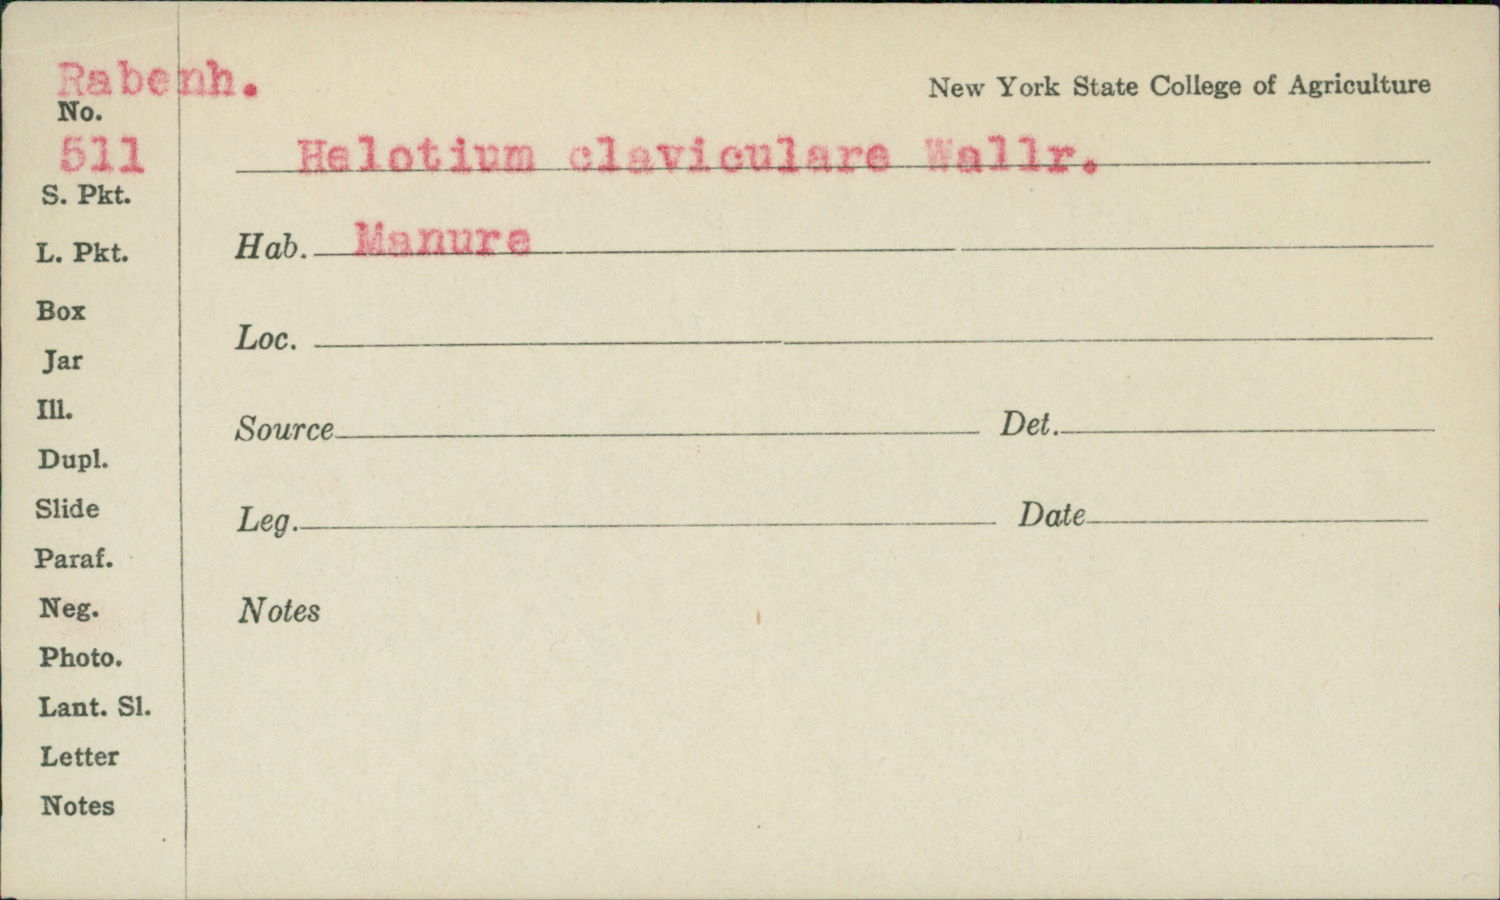 Rabenh.
New York State College of Agriculture
No.
511
Helotium claviculare Wallr.
S. Pkt.
Hab. Manure
L. Pkt.
Box
Loc.
Jar
Ill.
Source Det.
Dupl.
Slide
Leg. Date
Paraf.
Neg.
Notes
Photo.
Lant. Sl.
Letter
Notes